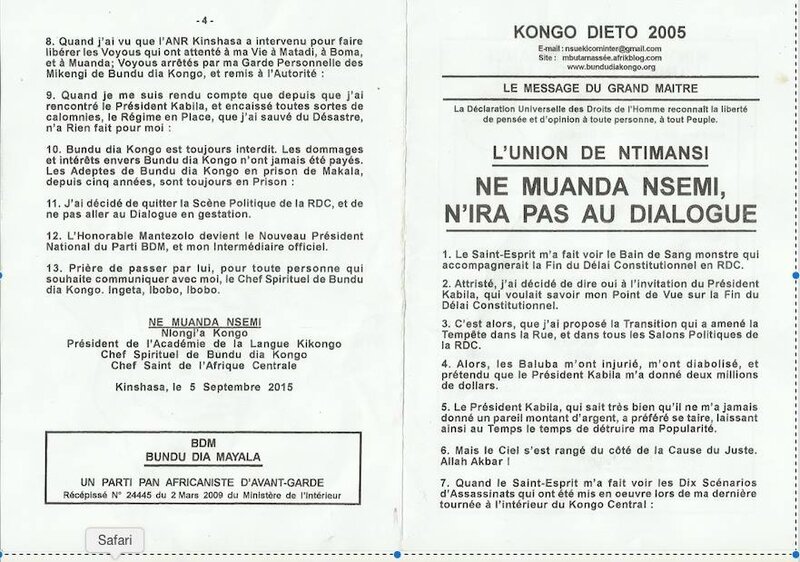 - 4 -
8. Quand j'ai vu que l'ANR Kinshasa a intervenu pour faire
libérer les Voyous qui ont attenté à ma Vie à Matadi, à Boma,
et à Muanda; Voyous arrêtés par ma Garde Personnelle des
Mikengi de Bundu dia Kongo, et remis à l'Autorité :
9. Quand je me suis rendu compte que depuis que j'ai
rencontré le Président Kabila, et encaissé toutes sortes de
calomnies, le Régime en Place, que j'ai sauvé du Désastre,
n'a Rien fait pour moi :
10. Bundu dia Kongo est toujours interdit. Les dommages
et intérêts envers Bundu dia Kongo n'ont jamais été payés.
Les Adeptes de Bundu dia Kongo en prison de Makala,
depuis cinq années, sont toujours en Prison :
11. J'ai décidé de quitter la Scène Politique de la RDC, et de
ne pas aller au Dialogue en gestation.
12. L'Honorable Mantezolo devient le Nouveau Président
National du Parti BDM, et mon Intermédiaire officiel.
13. Prière de passer par lui, pour toute personne qui
souhaite communiquer avec moi, le Chef Spirituel de Bundu
dia Kongo. Ingeta, Ibobo, Ibobo.
NE MUANDA NSEMI
Nlongi'a Kongo
Président de l'Académie de la Langue Kikongo
Chef Spirituel de Bundu dia Kongo
Chef Saint de l'Afrique Centrale
Kinshasa, le 5 Septembre 2015
BDM
BUNDU DIA MAYALA
UN PARTI PAN AFRICANISTE D'AVANT-GARDE
Récépissé N° 24445 du 2 Mars 2009 du Ministère de l'Intérieur
Safari
KONGO DIETO 2005
E-mail : nsuekicominter@gmail.com
Site : mbutamassée.afrikblog.com
www.bundudiakongo.org
LE MESSAGE DU GRAND MAITRE
La Déclaration Universelle des Droits de l'Homme reconnaît la liberté
de pensée et d'opinion à toute personne, à tout Peuple.
L'UNION DE NTIMANSI
NE MUANDA NSEMI,
N'IRA PAS AU DIALOGUE
1. Le Saint-Esprit m'a fait voir le Bain de Sang monstre qui
accompagnerait la Fin du Délai Constitutionnel en RDC.
2. Attristé, j'ai décidé de dire oui à l'invitation du Président
Kabila, qui voulait savoir mon Point de Vue sur la Fin du
Délai Constitutionnel.
3. C'est alors, que j'ai proposé la Transition qui a amené la
Tempête dans la Rue, et dans tous les Salons Politiques de
la RDC.
4. Alors, les Baluba m'ont injurié, m'ont diabolisé, et
prétendu que le Président Kabila m'a donné deux millions
de dollars.
5. Le Président Kabila, qui sait très bien qu'il ne m'a jamais
donné un pareil montant d'argent, a préféré se taire, laissant
ainsi au Temps le temps de détruire ma Popularité.
6. Mais le Ciel s'est rangé du côté de la Cause du Juste.
Allah Akbar !
7. Quand le Saint-Esprit m'a fait voir les Dix Scénarios
d'Assassinats qui ont été mis en oeuvre lors de ma dernière
tournée à l'intérieur du Kongo Central :